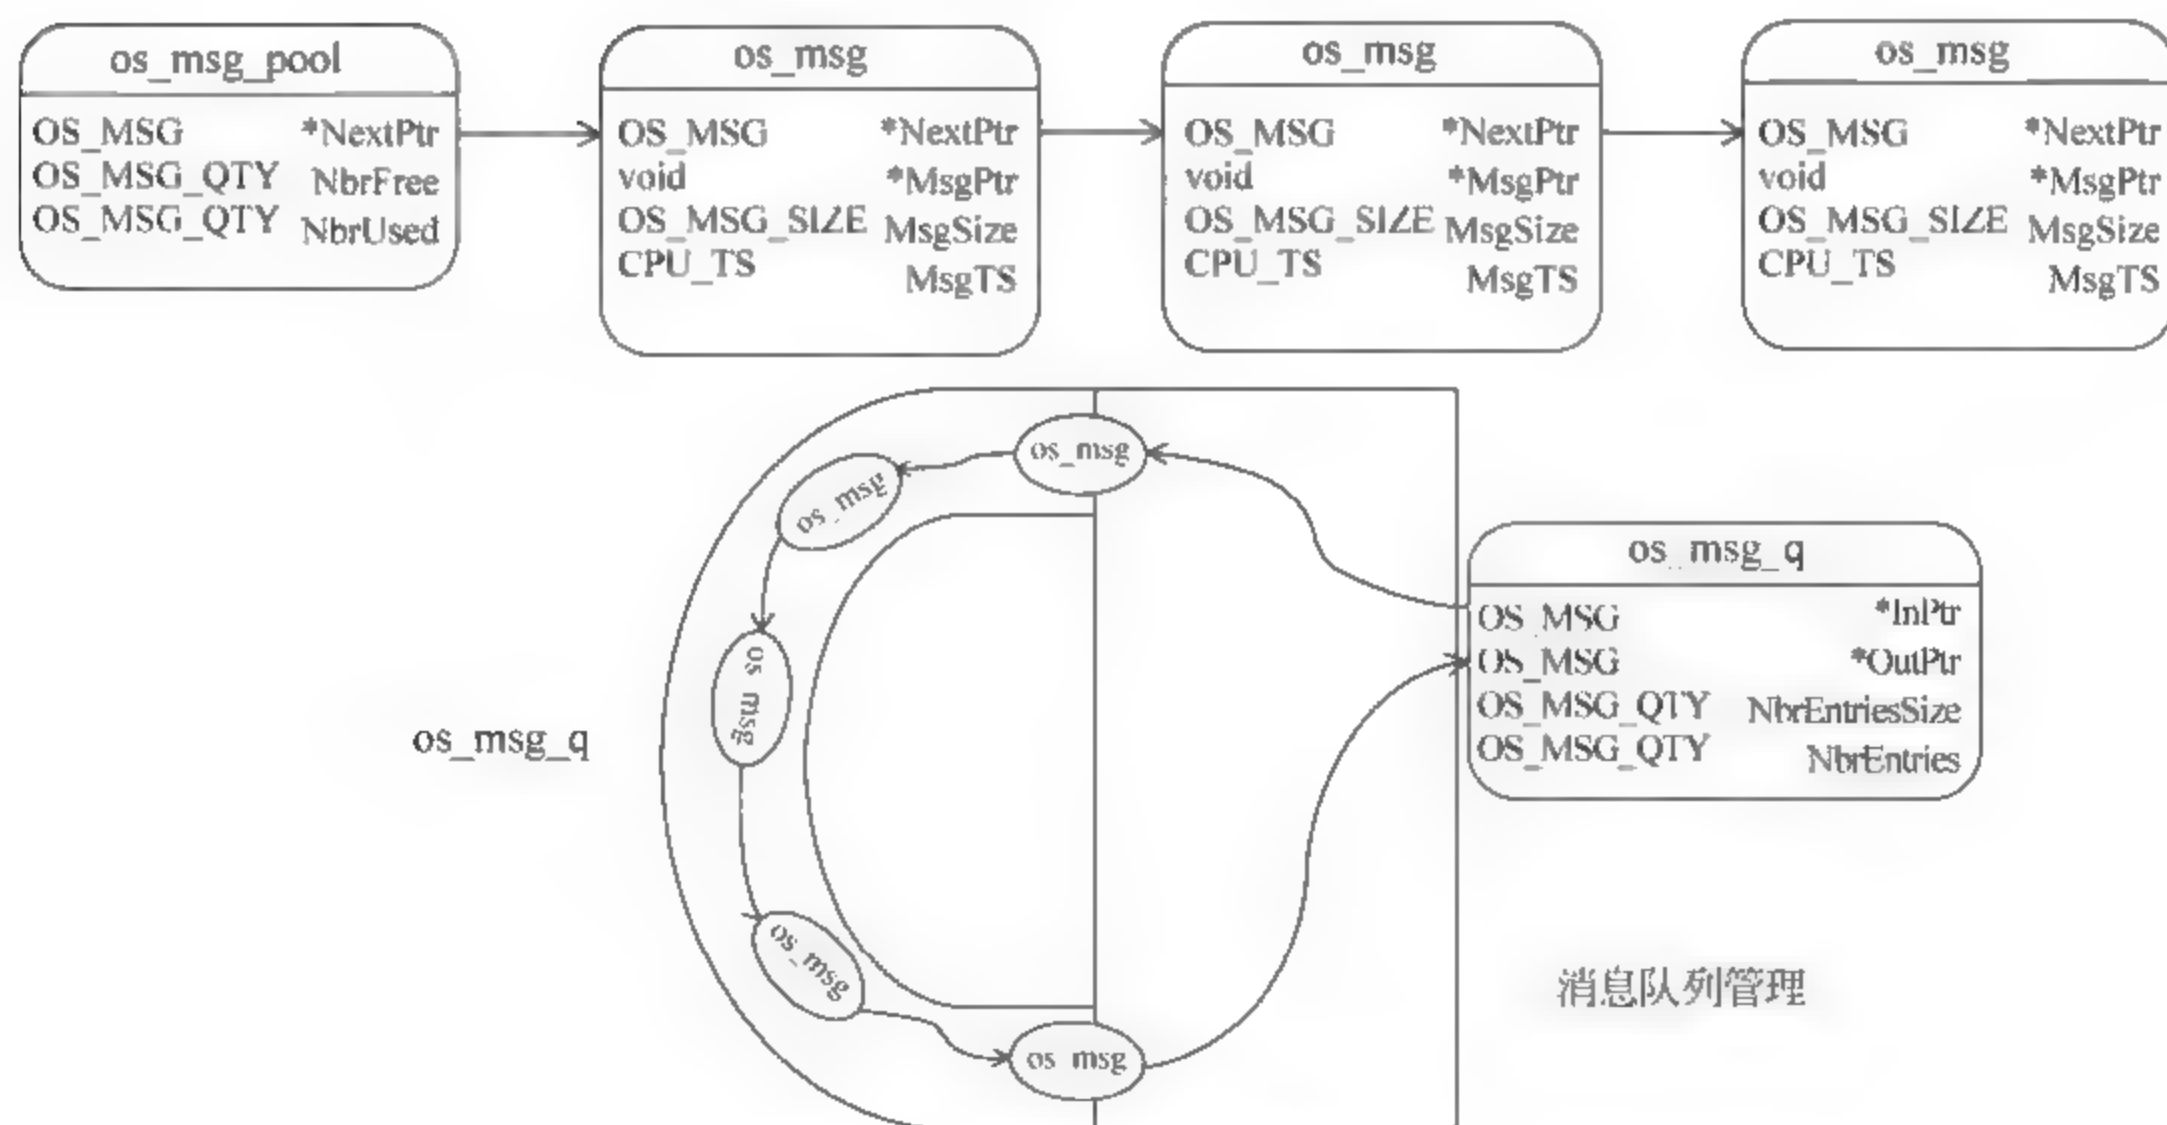 os_msg_pool
OS_MSG *NextPtr
OS_MSG_QTY NbrFree
OS_MSG_QTY NbrUsed
os_msg
OS_MSG *NextPtr
void *MsgPtr
OS_MSG_SIZE MsgSize
CPU_TS MsgTS
os_msg
OS_MSG *NextPtr
void *MsgPtr
OS_MSG_SIZE MsgSize
CPU_TS MsgTS
os_msg
OS_MSG *NextPtr
void *MsgPtr
OS_MSG_SIZE MsgSize
CPU_TS MsgTS
os_msg
os_msg
os_msg
os_msg
os_msg
os_msg_q
os_msg_q
OS_MSG *InPtr
OS_MSG *OutPtr
OS_MSG_QTY NbrEntriesSize
OS_MSG_QTY NbrEntries
消息队列管理